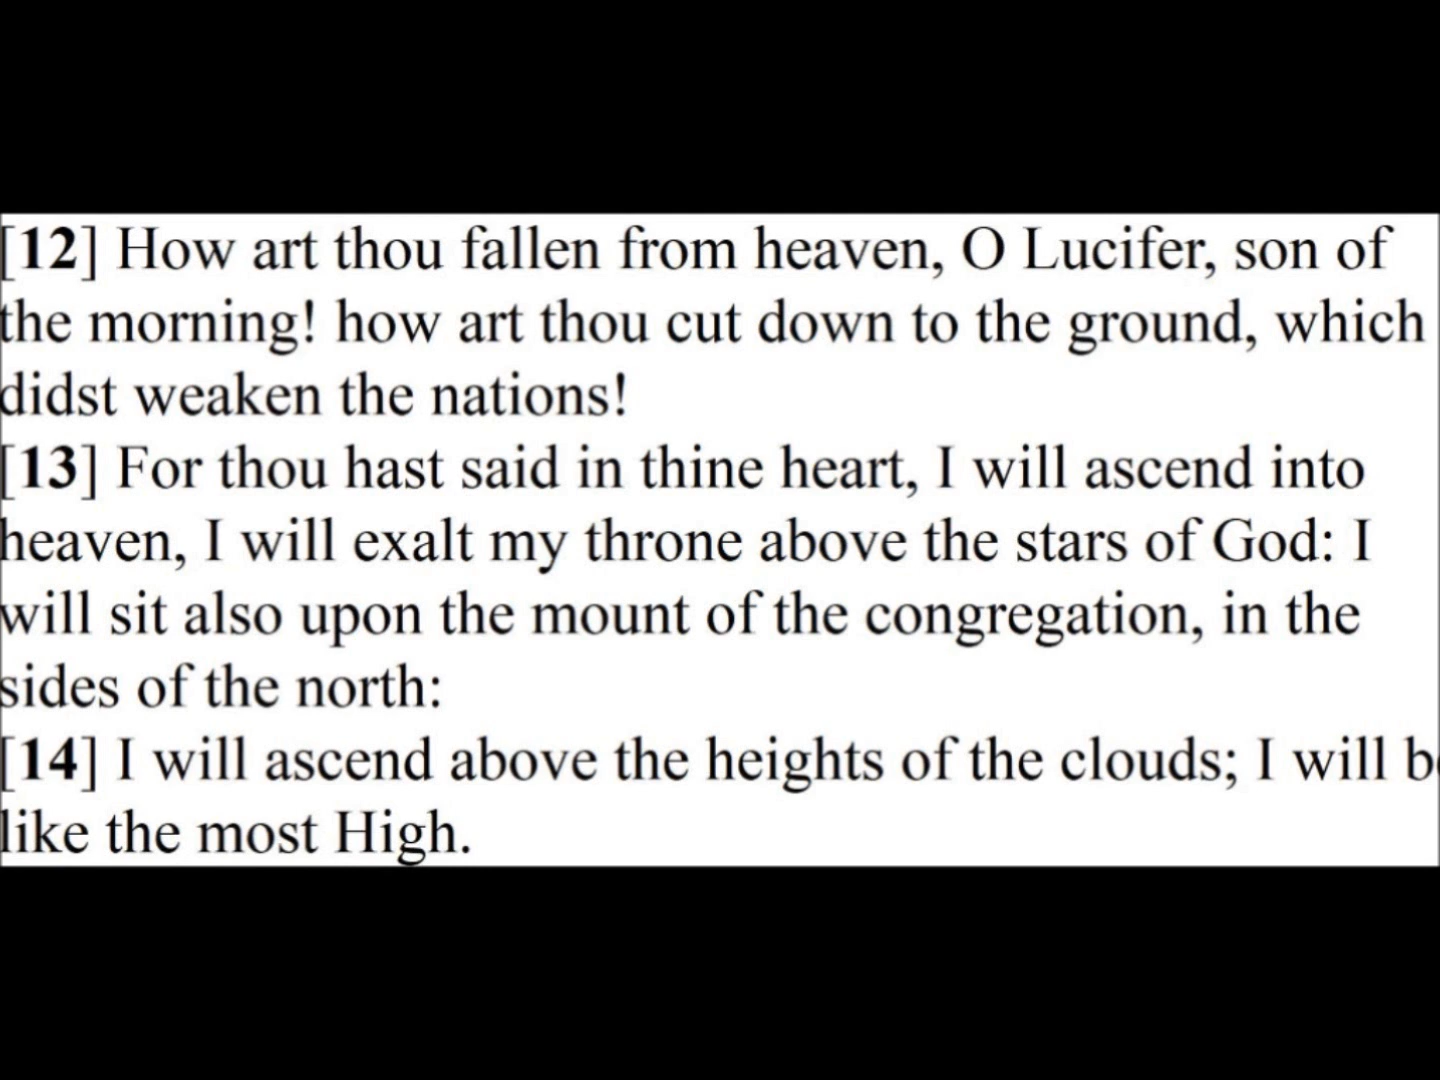 [12] How art thou fallen from heaven, O Lucifer, son of
the morning! how art thou cut down to the ground, which
didst weaken the nations!
[13] For thou hast said in thine heart, I will ascend into
heaven, I will exalt my throne above the stars of God: I
will sit also upon the mount of the congregation, in the
sides of the north:
[14] I will ascend above the heights of the clouds; I will be
like the most High.